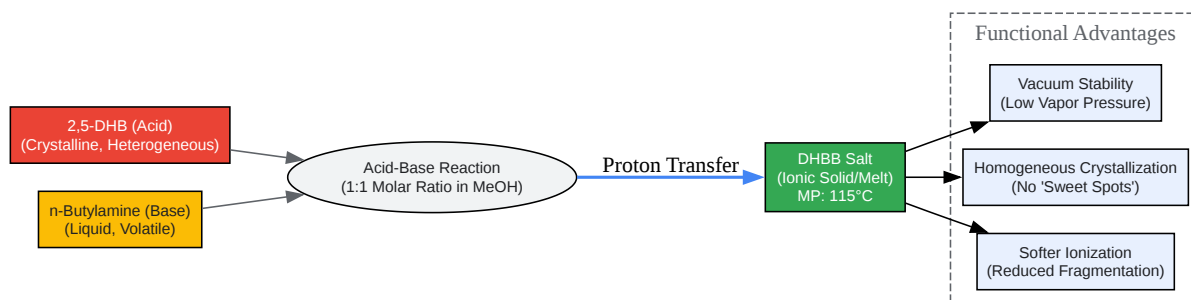 2,5-DHB (Acid)
(Crystalline, Heterogeneous)
n-Butylamine (Base)
(Liquid, Volatile)
Acid-Base Reaction
(1:1 Molar Ratio in MeOH)
Proton Transfer
DHBB Salt
(Ionic Solid/Melt)
MP: 115°C
Functional Advantages
Vacuum Stability
(Low Vapor Pressure)
Homogeneous Crystallization
(No 'Sweet Spots')
Softer Ionization
(Reduced Fragmentation)